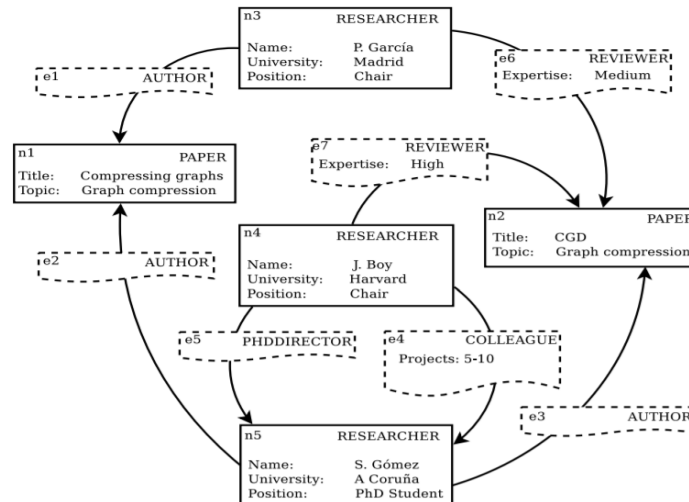 n3 RESEARCHER
Name: P. García
University: Madrid
Position: Chair
e1 AUTHOR
e6 REVIEWER
Expertise: Medium
n1 PAPER
Title: Compressing graphs
Topic: Graph compression
e7 REVIEWER
Expertise: High
n2 PAPER
Title: CGD
Topic: Graph compression
n4 RESEARCHER
Name: J. Boy
University: Harvard
Position: Chair
e2 AUTHOR
e5 PHDDIRECTOR
e4 COLLEAGUE
Projects: 5-10
e3 AUTHOR
n5 RESEARCHER
Name: S. Gómez
University: A Coruña
Position: PhD Student